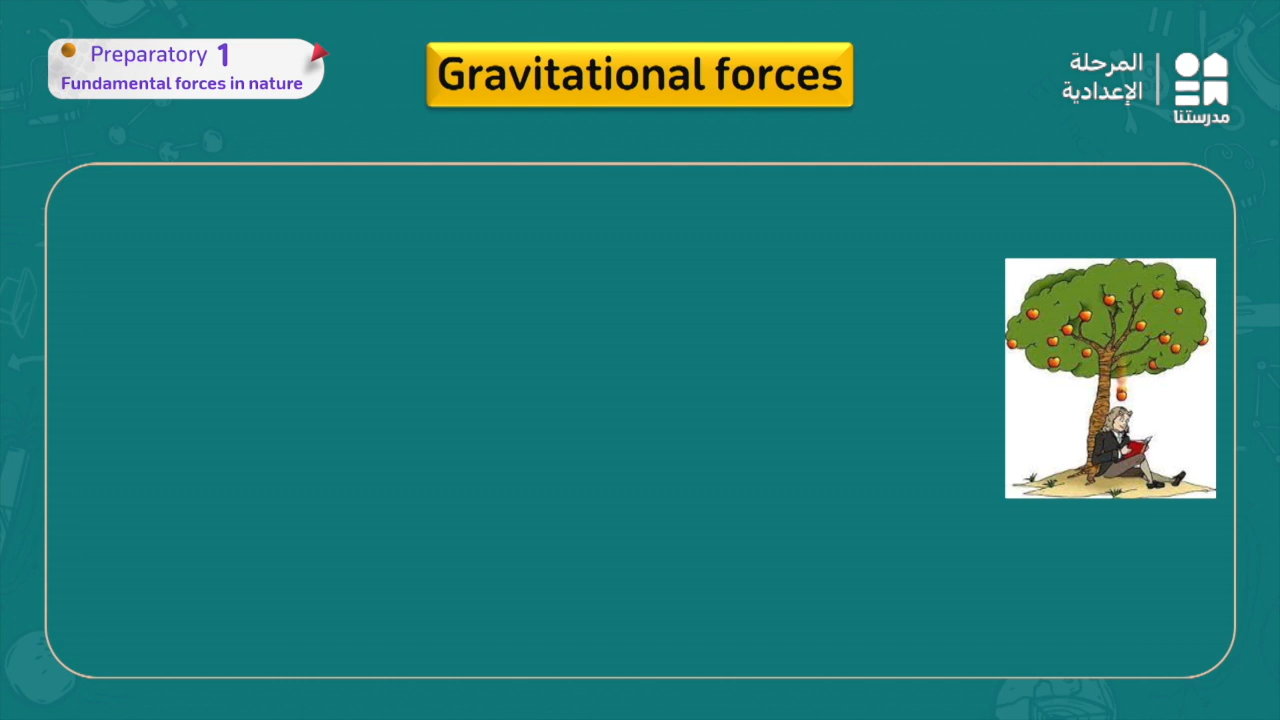 Preparatory 1
Fundamental forces in nature
Gravitational forces
المرحلة
الإعدادية
مدرستنا